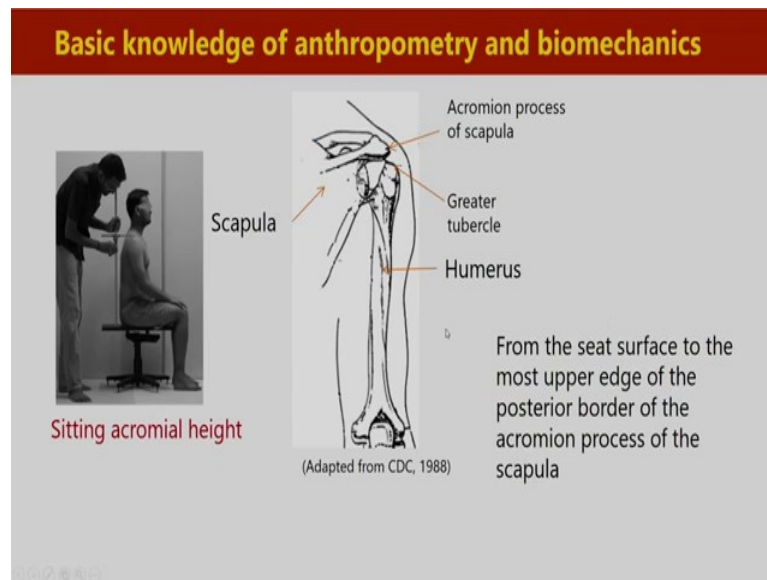 Basic knowledge of anthropometry and biomechanics
Acromion process
of scapula
Scapula
Greater
tubercle
Humerus
From the seat surface to the
most upper edge of the
posterior border of the
acromion process of the
scapula
Sitting acromial height
(Adapted from CDC, 1988)